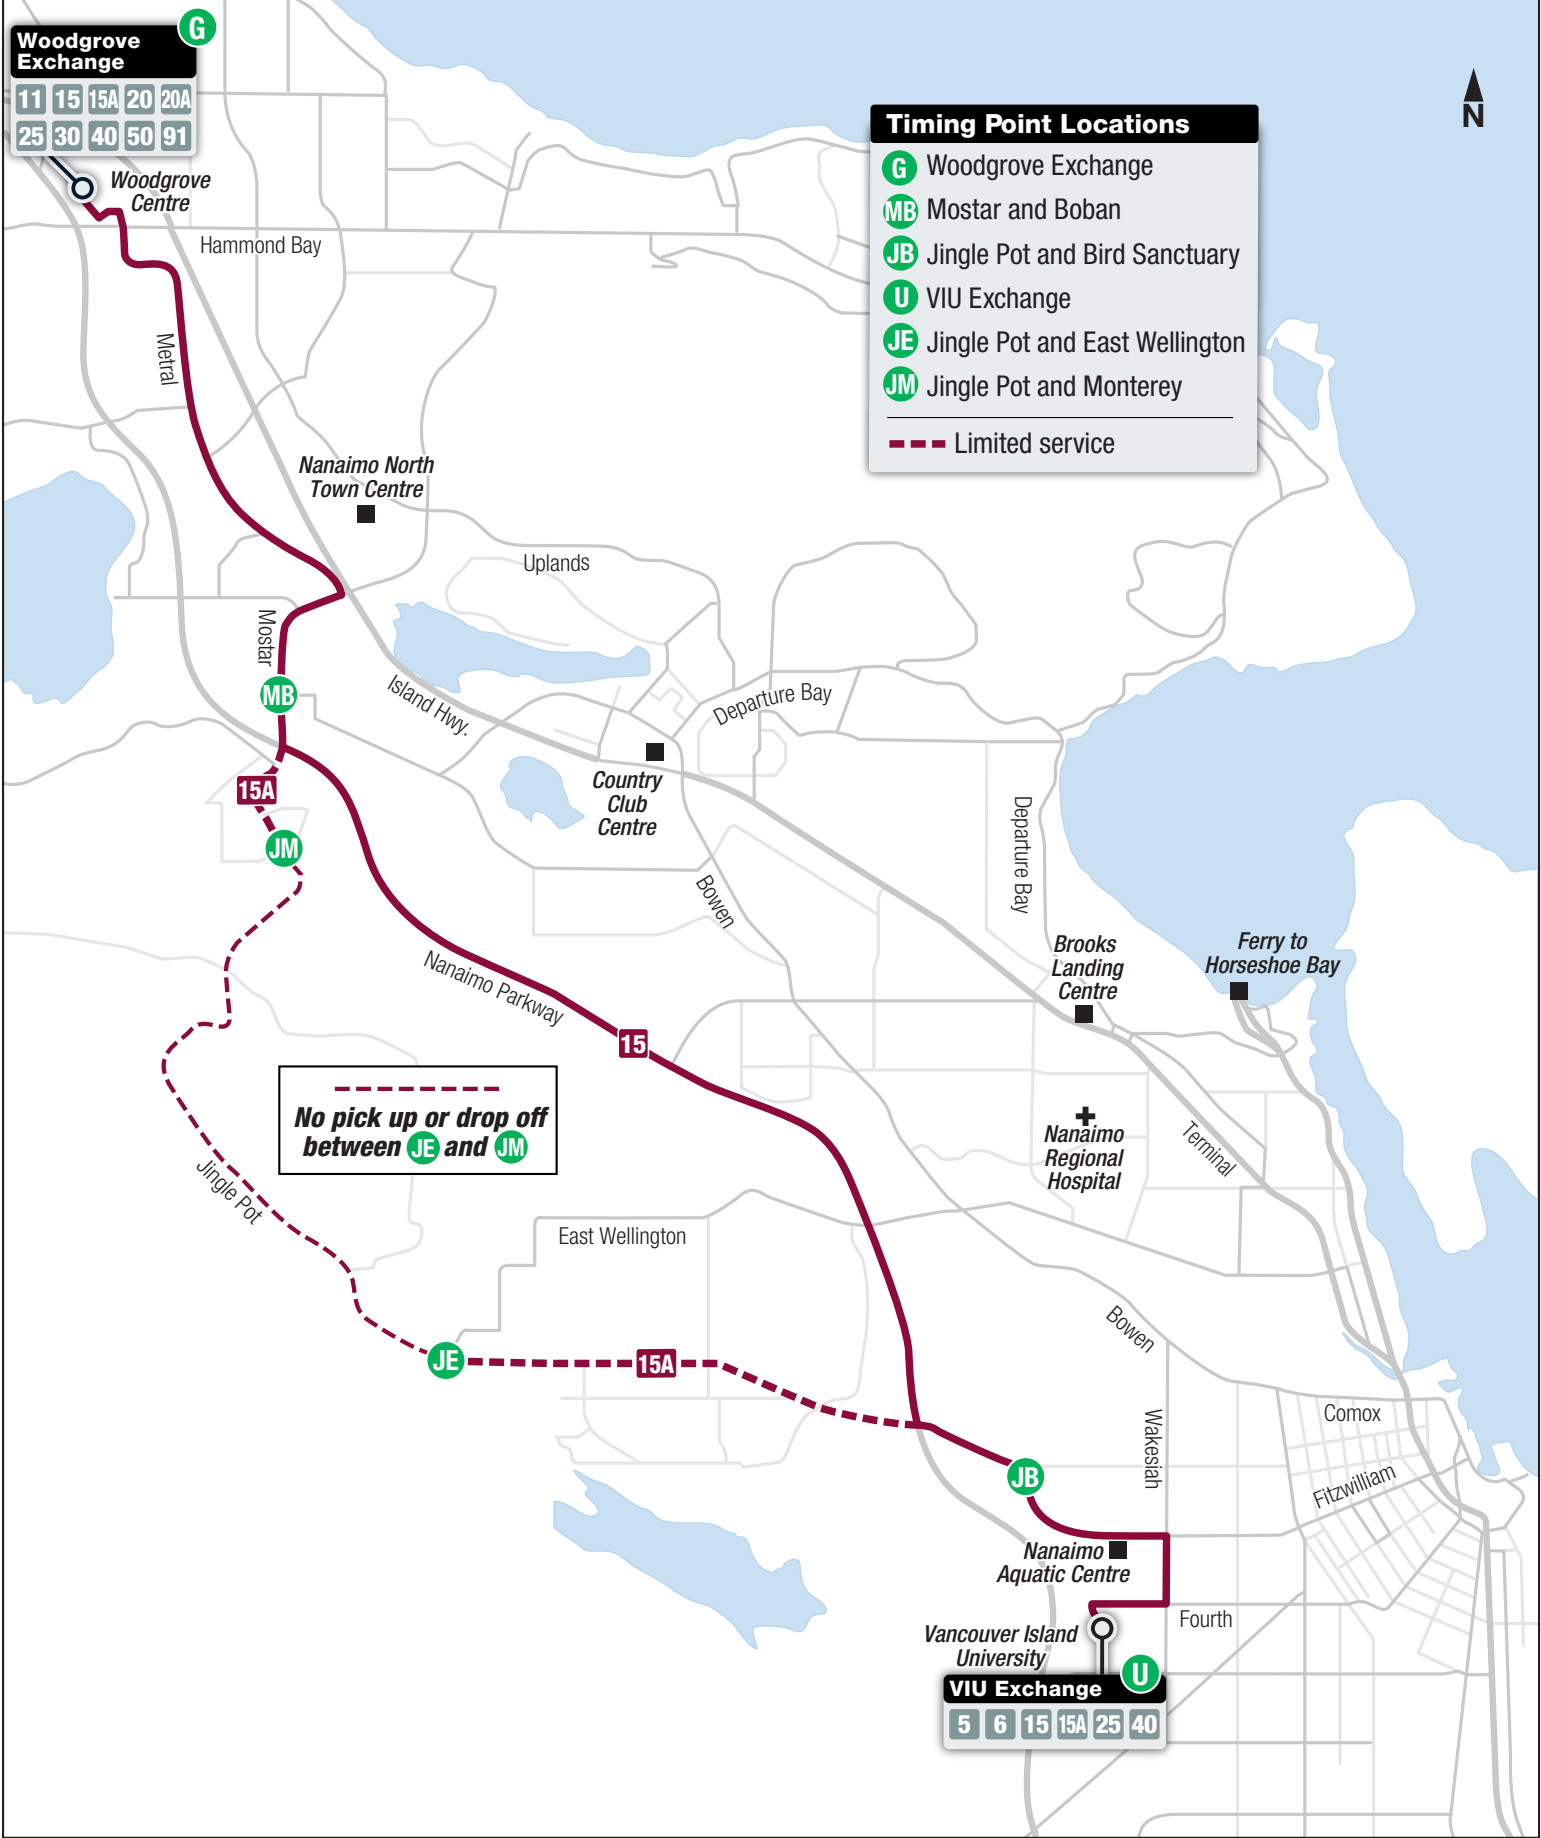 G
Woodgrove
Exchange
11 15 15A 20 20A
25 30 40 50 91
Woodgrove
Centre
N
Timing Point Locations
G Woodgrove Exchange
MB Mostar and Boban
JB Jingle Pot and Bird Sanctuary
U VIU Exchange
JE Jingle Pot and East Wellington
JM Jingle Pot and Monterey
Limited service
Hammond Bay
Metral
Nanaimo North
Town Centre
Uplands
Mostar
MB
Island Hwy.
Departure Bay
15A
Country
Club
Centre
JM
Departure Bay
Bowen
Nanaimo Parkway
Brooks
Landing
Centre
Ferry to
Horseshoe Bay
15
No pick up or drop off
between JE and JM
Nanaimo
Regional
Hospital
Terminal
Jingle Pot
East Wellington
Bowen
JE
15A
Wakesiah
Comox
JB
Fitzwilliam
Nanaimo
Aquatic Centre
Fourth
Vancouver Island
University
U
VIU Exchange
5 6 15 15A 25 40